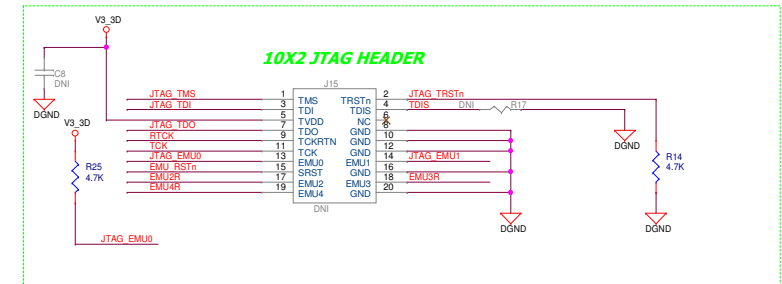 V3_3D
10X2 JTAG HEADER
C8
DNI
DGND
V3_3D
R25
4.7K
JTAG_EMU0
J15
JTAG_TMS 1 TMS TRSTn 2 JTAG_TRSTn
JTAG_TDI 3 TDI TDIS 4 TDIS DNI R17
5 TVDD NC 6
JTAG_TDO 7 TDO GND 8
RTCK 9 TCKRTN GND 10
TCK 11 TCK GND 12
JTAG_EMU0 13 EMU0 EMU1 14 JTAG_EMU1
EMU_RSTn 15 SRST GND 16
EMU2R 17 EMU2 EMU3 18 EMU3R
EMU4R 19 EMU4 GND 20
DNI
DGND
R14
4.7K
DGND
DGND